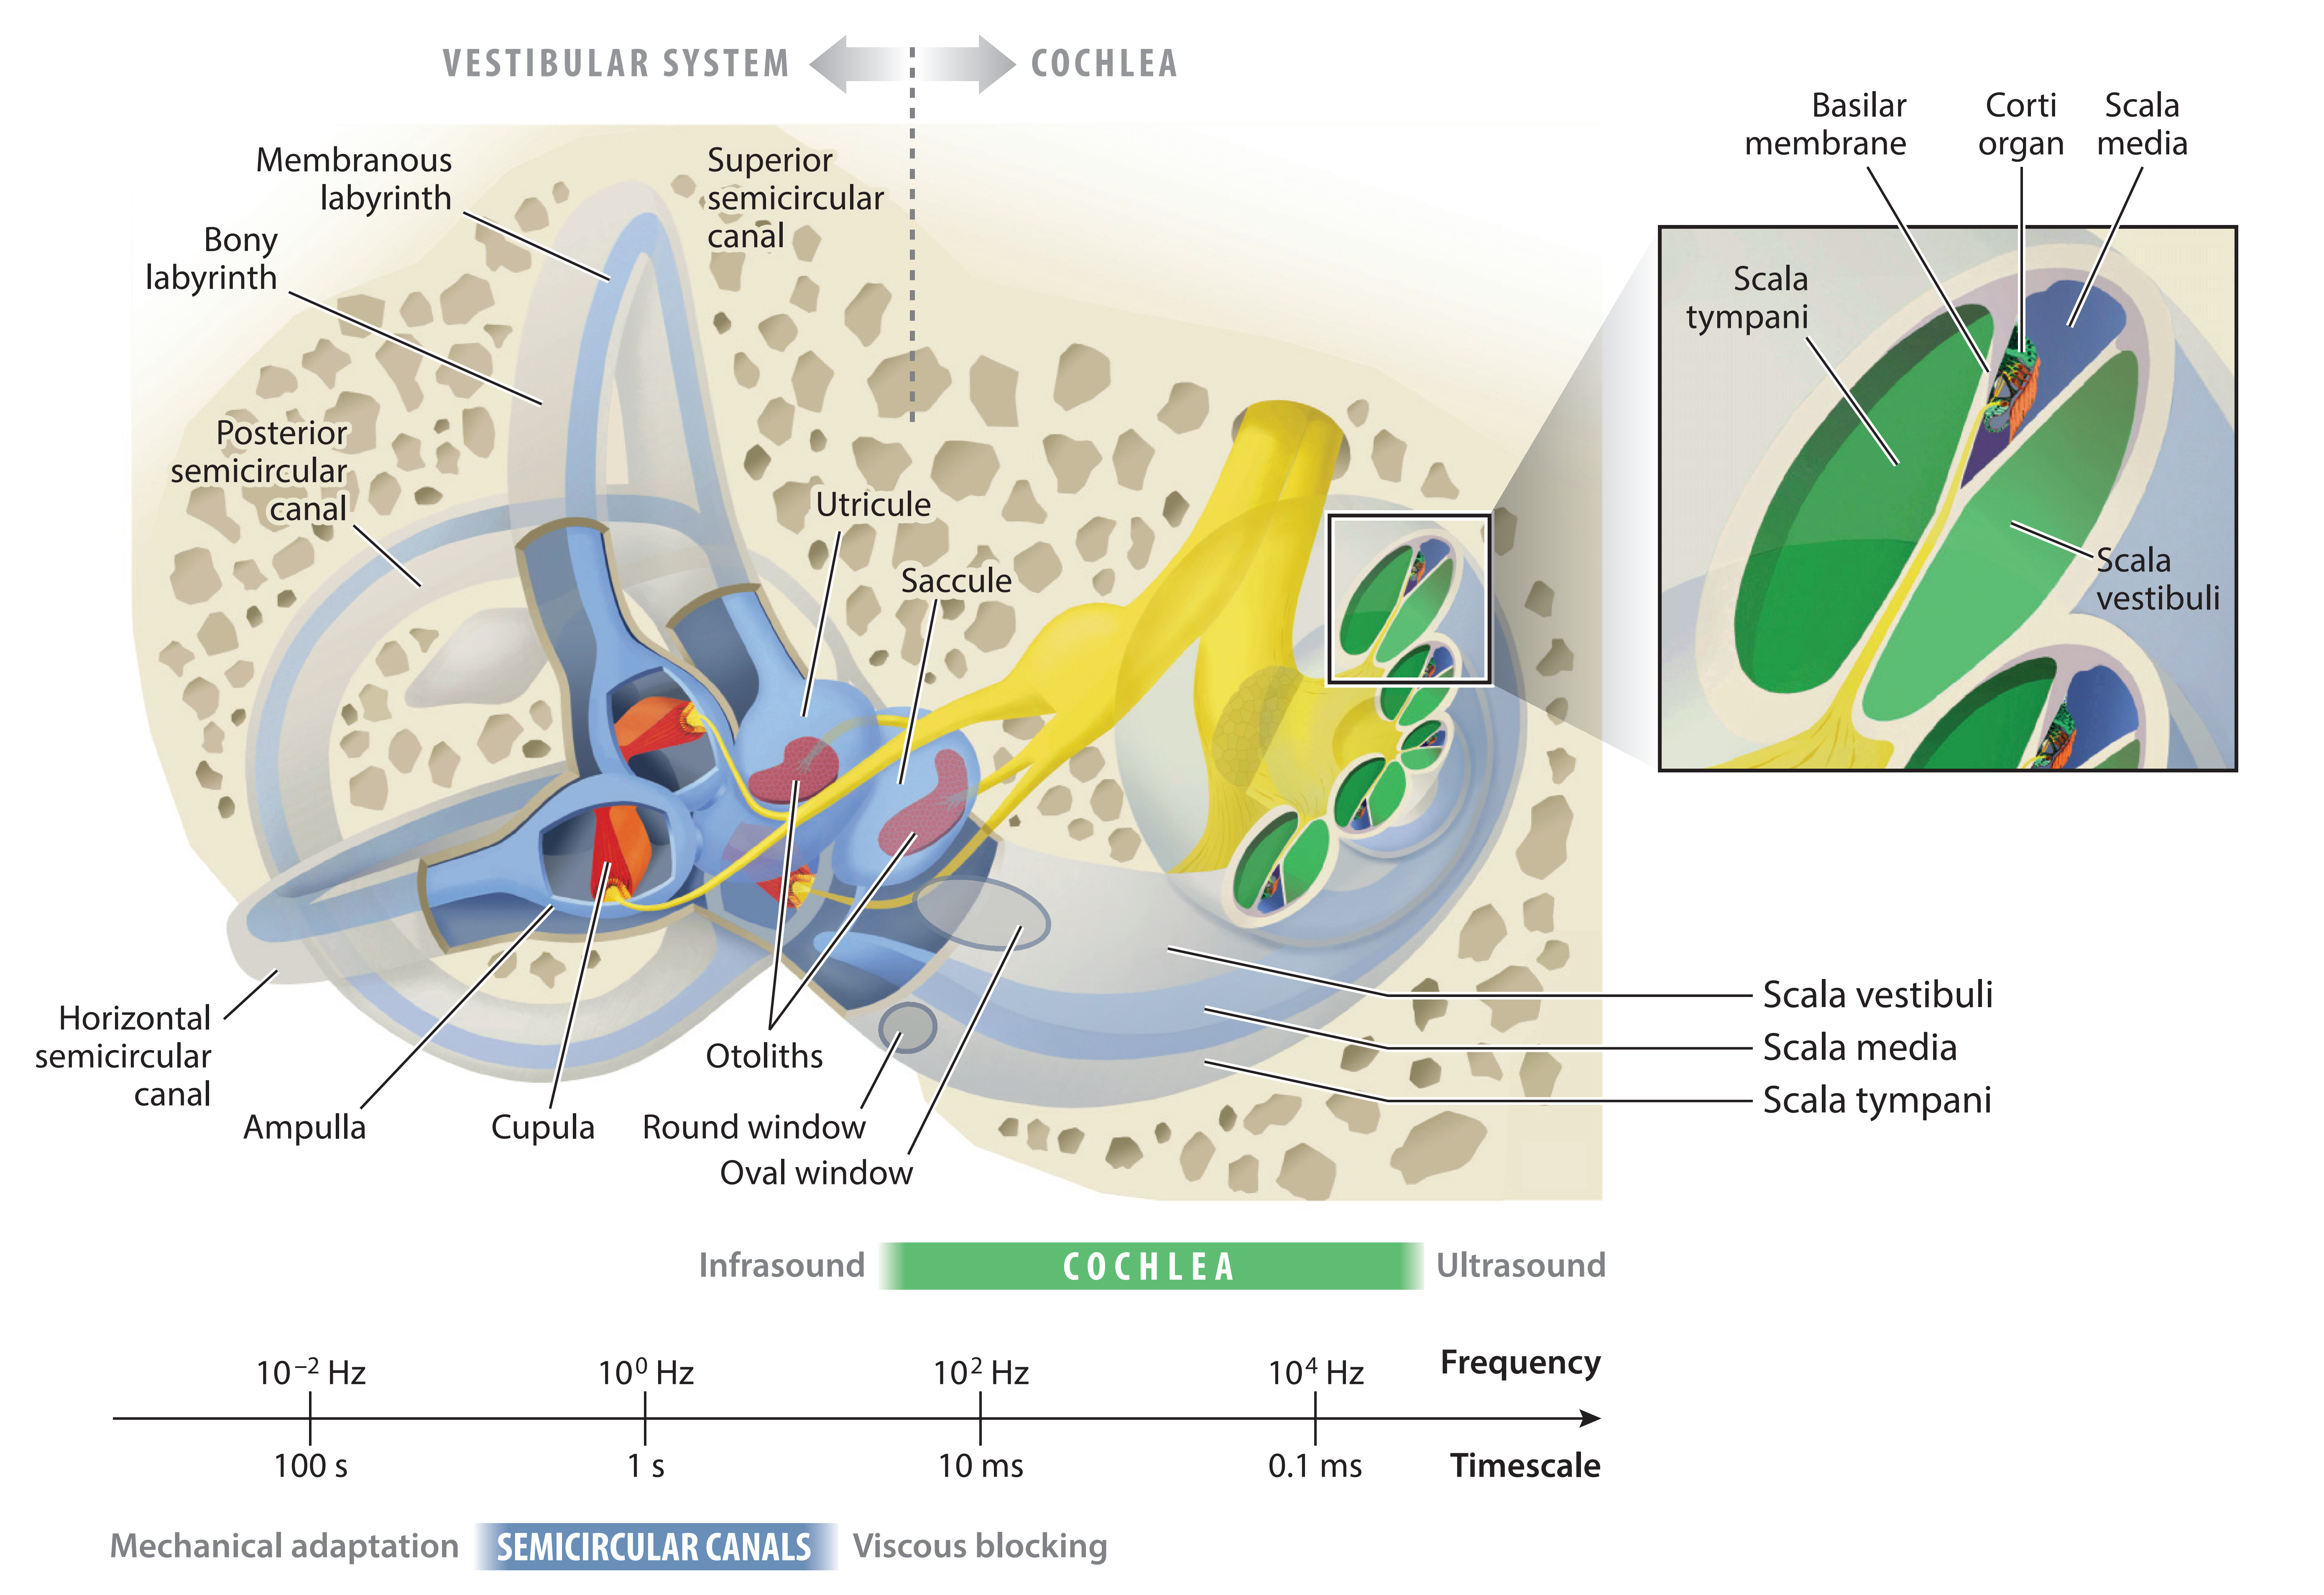 VESTIBULAR SYSTEM
COCHLEA
Membranous
labyrinth
Superior
semicircular
canal
Bony
labyrinth
Posterior
semicircular
canal
Utricule
Saccule
Basilar
membrane
Corti
organ
Scala
media
Scala
tympani
Scala
vestibuli
Horizontal
semicircular
canal
Ampulla
Cupula
Otoliths
Round window
Oval window
Scala vestibuli
Scala media
Scala tympani
Infrasound
COCHLEA
Ultrasound
10⁻² Hz
10⁰ Hz
10² Hz
10⁴ Hz
Frequency
100 s
1 s
10 ms
0.1 ms
Timescale
Mechanical adaptation
SEMICIRCULAR CANALS
Viscous blocking